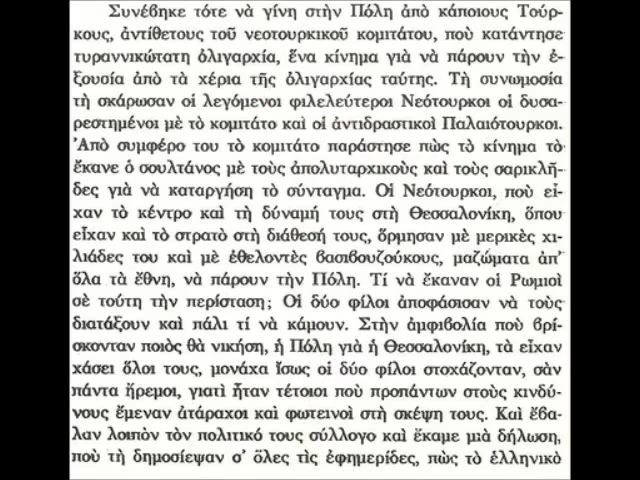 Συνέβηκε τότε νὰ γίνη στὴν Πόλη ἀπὸ κάποιους Τούρ-
κους, ἀντίθετους τοῦ νεοτουρκικοῦ κομιτάτου, ποὺ κατάντησε
τυραννικώτατη ὀλιγαρχία, ἕνα κίνημα γιὰ νὰ πάρουν τὴν ἐ-
ξουσία ἀπὸ τὰ χέρια τῆς ὀλιγαρχίας ταύτης. Τὴ συνωμοσία
τὴ σκάρωσαν οἱ λεγόμενοι φιλελεύτεροι Νεότουρκοι οἱ δυσα-
ρεστημένοι μὲ τὸ κομιτάτο καὶ οἱ ἀντιδραστικοὶ Παλαιότουρκοι.
Ἀπὸ συμφέρο του τὸ κομιτάτο παράστησε πὼς τὸ κίνημα τὸ
ἔκανε ὁ σουλτάνος μὲ τοὺς ἀπολυταρχικοὺς καὶ τοὺς σαρικλῆ-
δες γιὰ νὰ καταργήση τὸ σύνταγμα. Οἱ Νεότουρκοι, ποὺ εἶ-
χαν τὸ κέντρο καὶ τὴ δύναμή τους στὴ Θεσσαλονίκη, ὅπου
εἶχαν καὶ τὸ στρατὸ στὴ διάθεσή τους, ὅρμησαν μὲ μερικὲς χι-
λιάδες του καὶ μὲ ἐθελοντὲς βασιβουζούκους, μαζώματα ἀπ'
ὅλα τὰ ἔθνη, νὰ πάρουν τὴν Πόλη. Τί νὰ ἔκαναν οἱ Ρωμιοὶ
σὲ τούτη τὴν περίσταση; Οἱ δύο φίλοι ἀποφάσισαν νὰ τοὺς
διατάξουν καὶ πάλι τί νὰ κάμουν. Στὴν ἀμφιβολία ποὺ βρί-
σκονταν ποιὸς θὰ νικήση, ἡ Πόλη γιὰ ἡ Θεσσαλονίκη, τὰ εἶχαν
χάσει ὅλοι τους, μονάχα ἴσως οἱ δύο φίλοι στοχάζονταν, σὰν
πάντα ἤρεμοι, γιατὶ ἦταν τέτοιοι ποὺ προπάντων στοὺς κινδύ-
νους ἔμεναν ἀτάραχοι καὶ φωτεινοὶ στὴ σκέψη τους. Καὶ ἔβα-
λαν λοιπὸν τὸν πολιτικό τους σύλλογο καὶ ἔκαμε μιὰ δήλωση,
ποὺ τὴ δημοσίεψαν σ' ὅλες τὶς ἐφημερίδες, πὼς τὸ ἑλληνικὸ